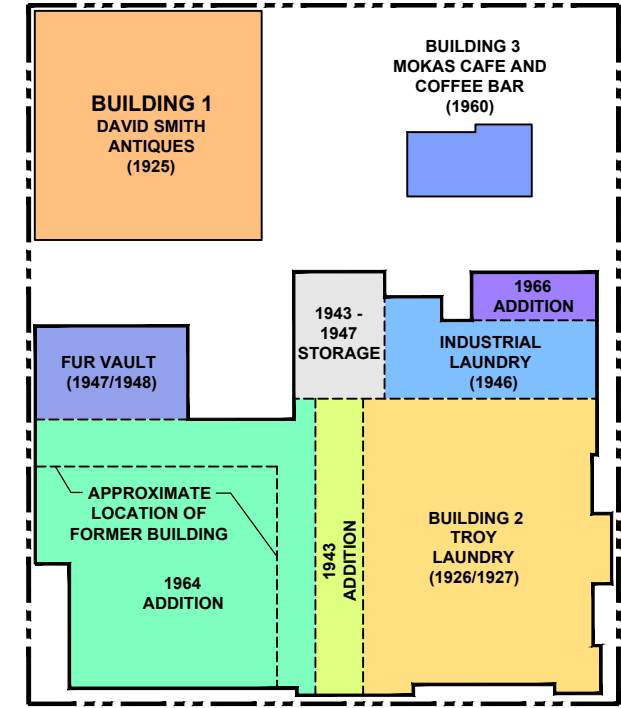 BUILDING 1
DAVID SMITH
ANTIQUES
(1925)
BUILDING 3
MOKAS CAFE AND
COFFEE BAR
(1960)
1943 -
1947
STORAGE
1966
ADDITION
INDUSTRIAL
LAUNDRY
(1946)
FUR VAULT
(1947/1948)
APPROXIMATE
LOCATION OF
FORMER BUILDING
1964
ADDITION
1943
ADDITION
BUILDING 2
TROY
LAUNDRY
(1926/1927)